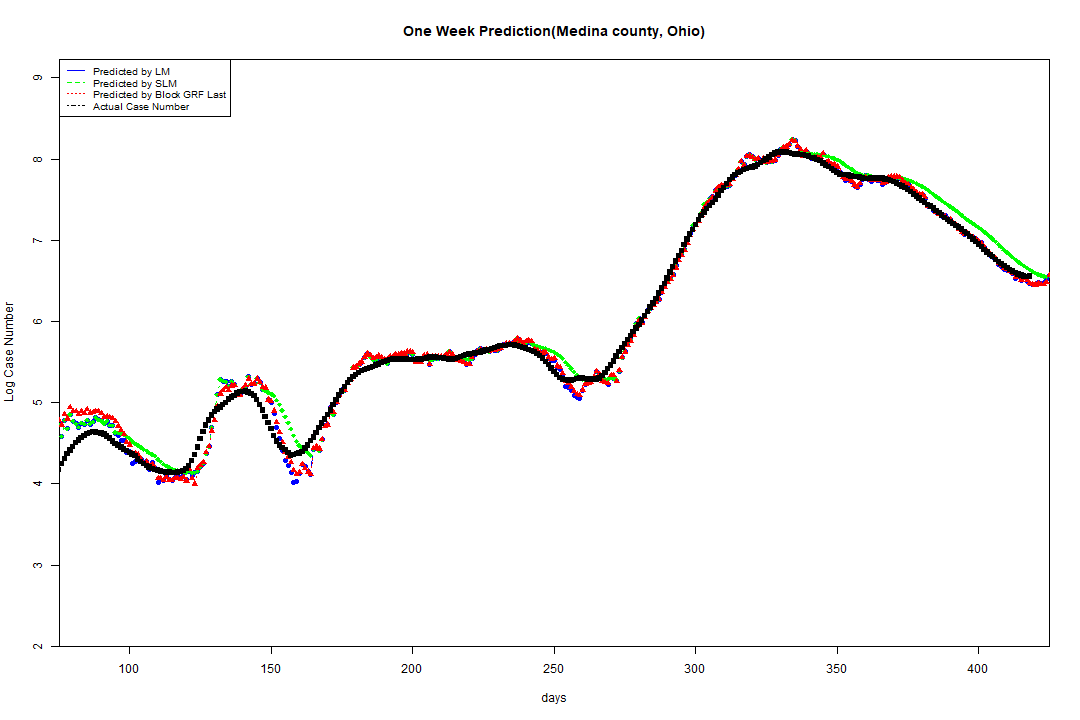 One Week Prediction(Medina county, Ohio)
Predicted by LM
Predicted by SLM
Predicted by Block GRF Last
Actual Case Number
9
8
7
6
5
4
3
2
Log Case Number
100 150 200 250 300 350 400
days